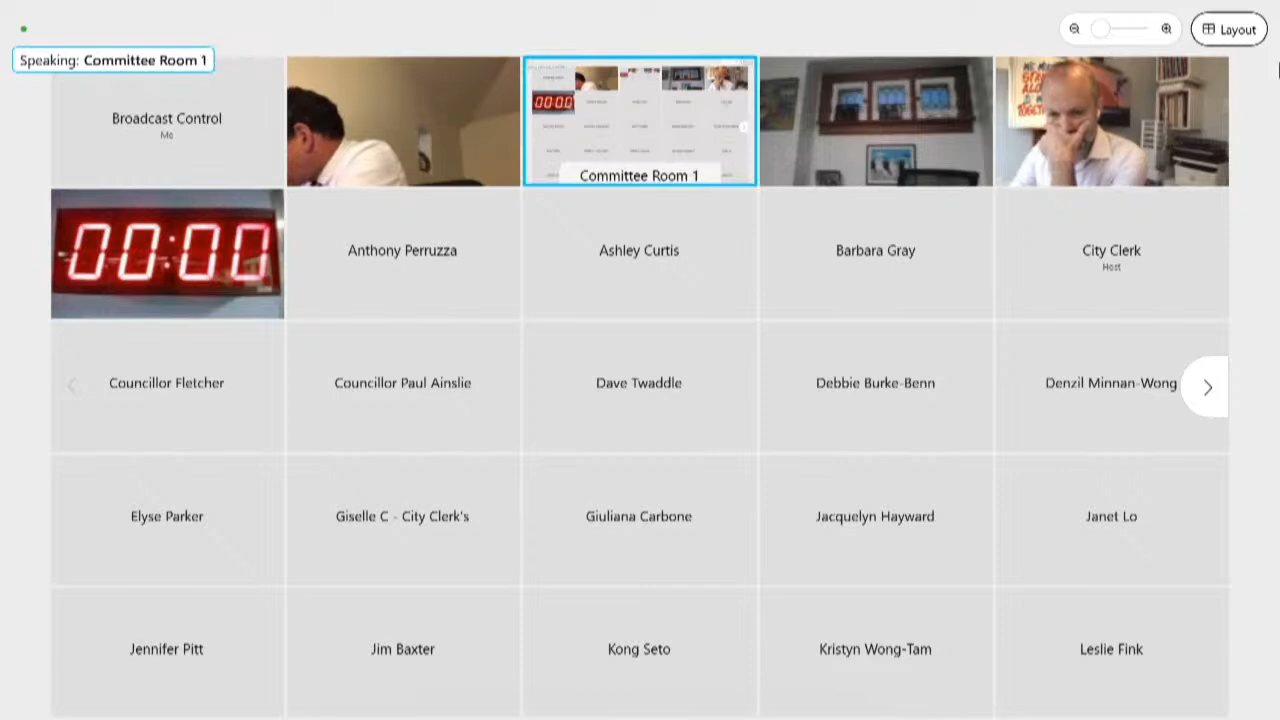 Layout
Speaking: Committee Room 1
Broadcast Control
Me
Committee Room 1
00:00
00:00
Anthony Perruzza
Ashley Curtis
Barbara Gray
City Clerk
Host
Councillor Fletcher
Councillor Paul Ainslie
Dave Twaddle
Debbie Burke-Benn
Denzil Minnan-Wong
Elyse Parker
Giselle C - City Clerk's
Giuliana Carbone
Jacquelyn Hayward
Janet Lo
Jennifer Pitt
Jim Baxter
Kong Seto
Kristyn Wong-Tam
Leslie Fink